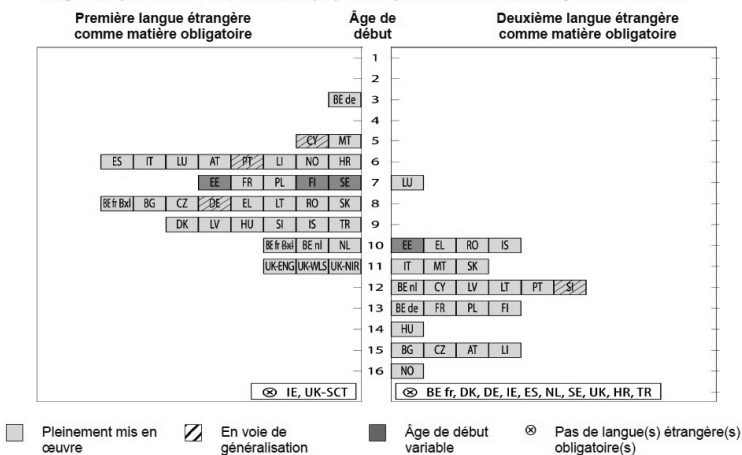 Première langue étrangère
comme matière obligatoire
Âge de
début
Deuxième langue étrangère
comme matière obligatoire
1
2
BE de 3
4
CY MT 5
ES IT LU AT PT LI NO HR 6
EE FR PL FI SE 7 LU
BE fr Bxl BG CZ DE EL LT RO SK 8
DK LV HU SI IS TR 9
BE nl NL 10 EE EL RO IS
UK-ENG UK-WLS UK-NIR 11 IT MT SK
12 BE nl CY LV LT PT SI
13 BE de FR PL FI
14 HU
15 BG CZ AT LI
16 NO
⊗ IE, UK-SCT
⊗ BE fr, DK, DE, IE, ES, NL, SE, UK, HR, TR
Pleinement mis en
œuvre
En voie de
généralisation
Âge de début
variable
⊗ Pas de langue(s) étrangère(s)
obligatoire(s)